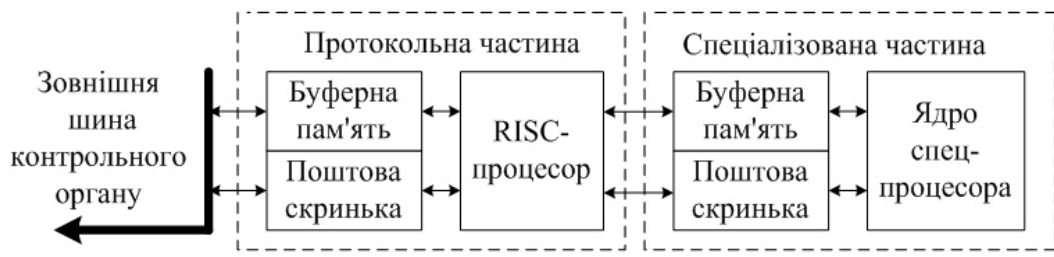 Протокольна частина
Спеціалізована частина
Зовнішня
шина
контрольного
органу
Буферна
пам'ять
Поштова
скринька
RISC-
процесор
Буферна
пам'ять
Поштова
скринька
Ядро
спец-
процесора